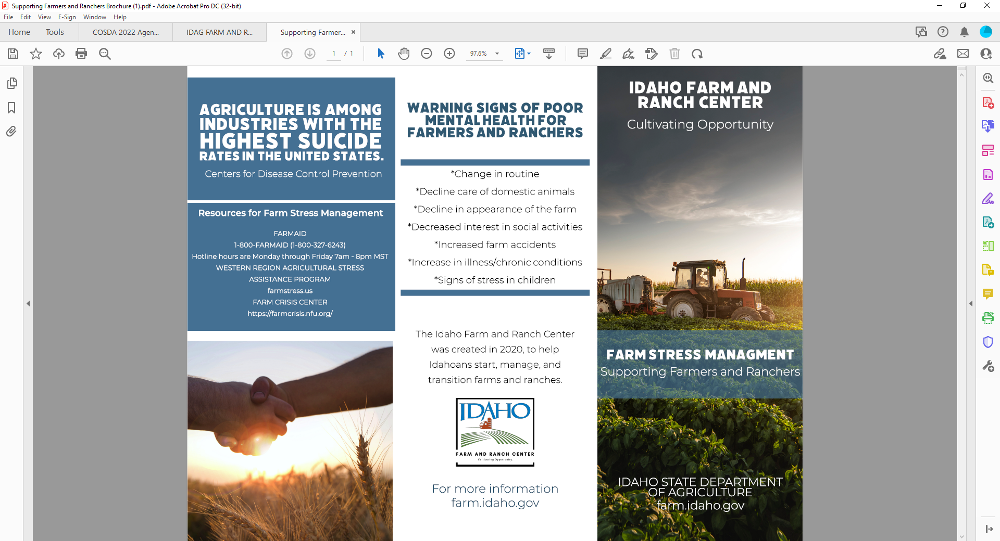 Supporting Farmers and Ranchers Brochure (1).pdf - Adobe Acrobat Pro DC (32-bit)
File Edit View E-Sign Window Help
Home Tools COSDA 2022 Agen... IDAG FARM AND R... Supporting Farmer... ×
1 / 1 97.6%
AGRICULTURE IS AMONG
INDUSTRIES WITH THE
HIGHEST SUICIDE
RATES IN THE UNITED STATES.
Centers for Disease Control Prevention
Resources for Farm Stress Management
FARMAID
1-800-FARMAID (1-800-327-6243)
Hotline hours are Monday through Friday 7am - 8pm MST
WESTERN REGION AGRICULTURAL STRESS
ASSISTANCE PROGRAM
farmstress.us
FARM CRISIS CENTER
https://farmcrisis.nfu.org/
WARNING SIGNS OF POOR
MENTAL HEALTH FOR
FARMERS AND RANCHERS
*Change in routine
*Decline care of domestic animals
*Decline in appearance of the farm
*Decreased interest in social activities
*Increased farm accidents
*Increase in illness/chronic conditions
*Signs of stress in children
The Idaho Farm and Ranch Center
was created in 2020, to help
Idahoans start, manage, and
transition farms and ranches.
IDAHO
FARM AND RANCH CENTER
Cultivating Opportunity.
For more information
farm.idaho.gov
IDAHO FARM AND
RANCH CENTER
Cultivating Opportunity
FARM STRESS MANAGMENT
Supporting Farmers and Ranchers
IDAHO STATE DEPARTMENT
OF AGRICULTURE
farm.idaho.gov